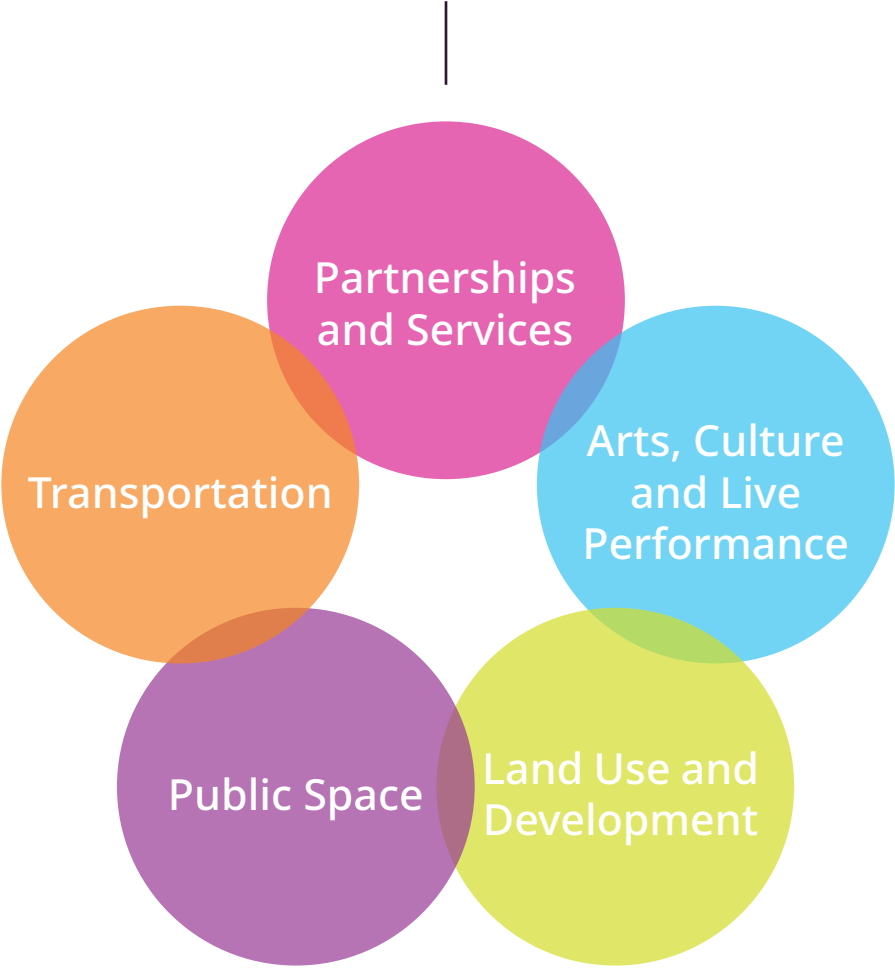 Partnerships
and Services
Arts, Culture
and Live
Performance
Transportation
Land Use and
Development
Public Space